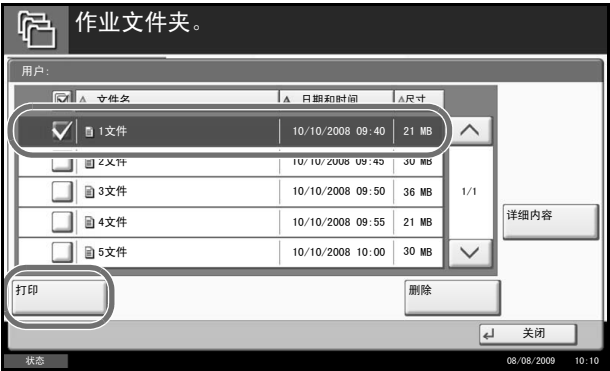 作业文件夹。
用户:
文件名 日期和时间 尺寸
1文件 10/10/2008 09:40 21 MB
2文件 10/10/2008 09:45 30 MB
3文件 10/10/2008 09:50 36 MB 1/1
4文件 10/10/2008 09:55 21 MB
详细内容
5文件 10/10/2008 10:00 30 MB
打印 删除
关闭
状态 08/08/2009 10:10